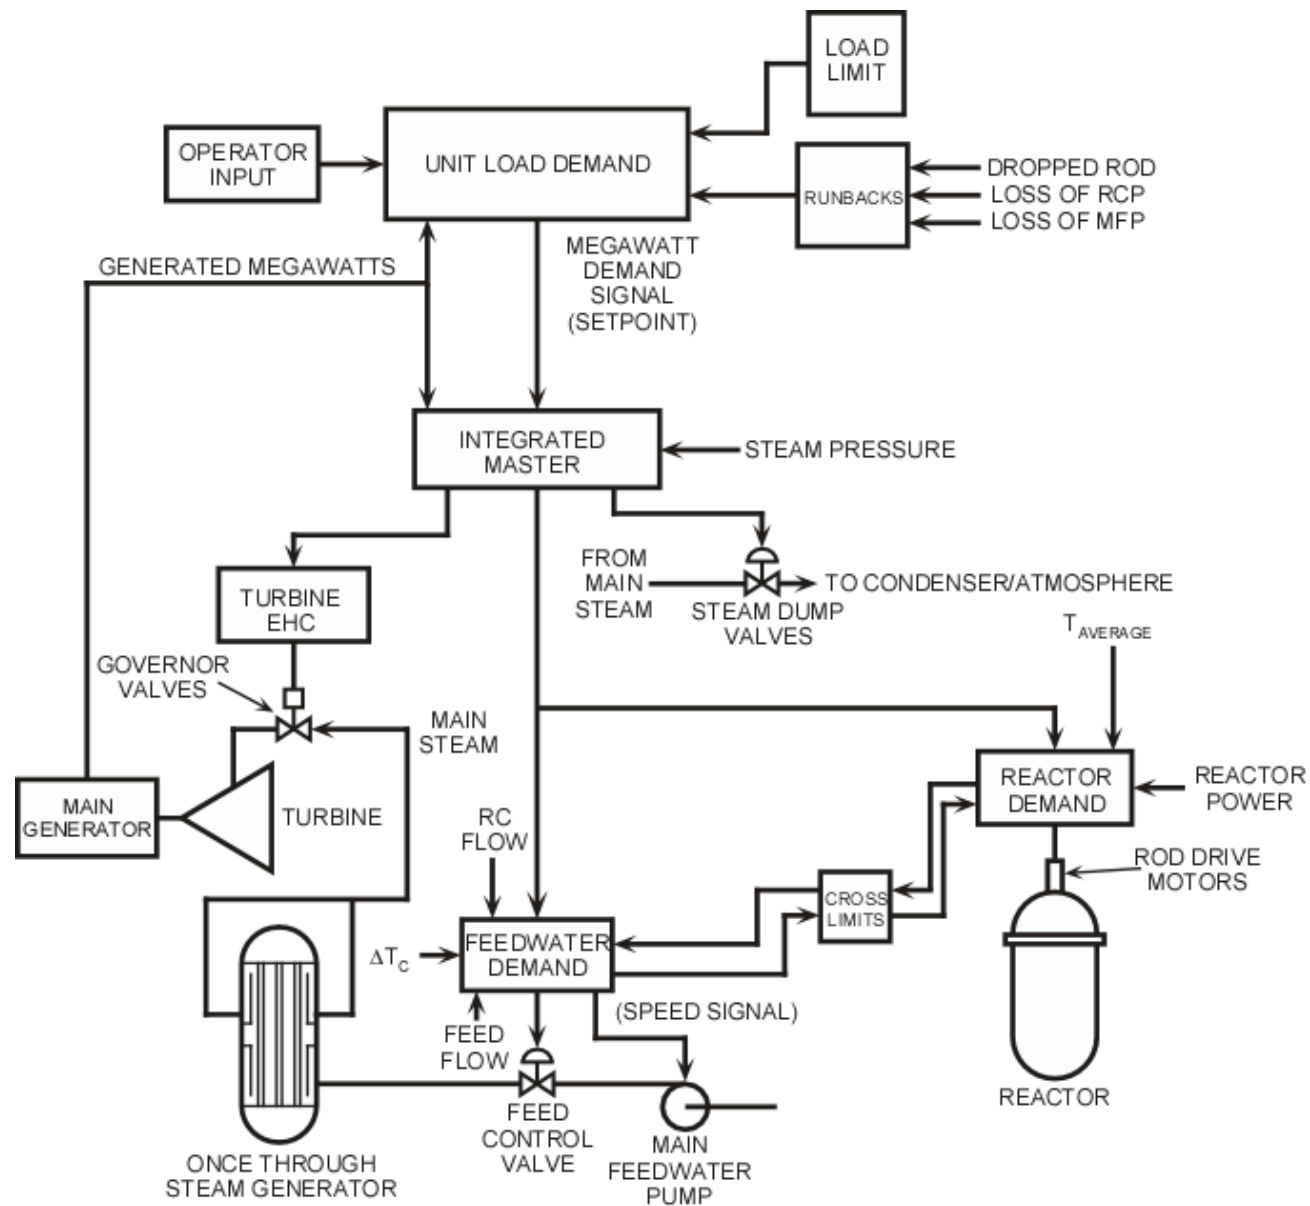 LOAD
LIMIT
OPERATOR
INPUT
UNIT LOAD DEMAND
RUNBACKS
DROPPED ROD
LOSS OF RCP
LOSS OF MFP
GENERATED MEGAWATTS
MEGAWATT
DEMAND
SIGNAL
(SETPOINT)
INTEGRATED
MASTER
STEAM PRESSURE
TURBINE
EHC
FROM
MAIN
STEAM
STEAM DUMP
VALVES
TO CONDENSER/ATMOSPHERE
TAVERAGE
GOVERNOR
VALVES
MAIN
STEAM
MAIN
GENERATOR
TURBINE
RC
FLOW
REACTOR
DEMAND
REACTOR
POWER
ROD DRIVE
MOTORS
CROSS
LIMITS
FEEDWATER
DEMAND
ΔTC
FEED
FLOW
(SPEED SIGNAL)
REACTOR
FEED
CONTROL
VALVE
MAIN
FEEDWATER
PUMP
ONCE THROUGH
STEAM GENERATOR